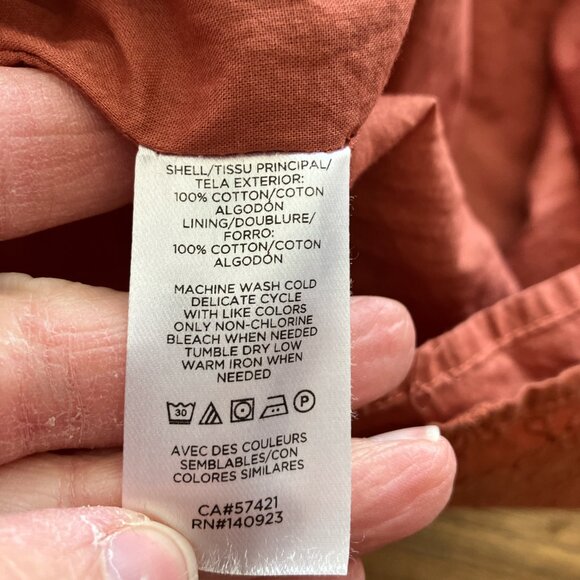 SHELL/TISSU PRINCIPAL/
TELA EXTERIOR:
100% COTTON/COTON
ALGODÓN
LINING/DOUBLURE/
FORRO:
100% COTTON/COTON
ALGODÓN
MACHINE WASH COLD
DELICATE CYCLE
WITH LIKE COLORS
ONLY NON-CHLORINE
BLEACH WHEN NEEDED
TUMBLE DRY LOW
WARM IRON WHEN
NEEDED
30 P
AVEC DES COULEURS
SEMBLABLES/CON
COLORES SIMILARES
CA#57421
RN#140923